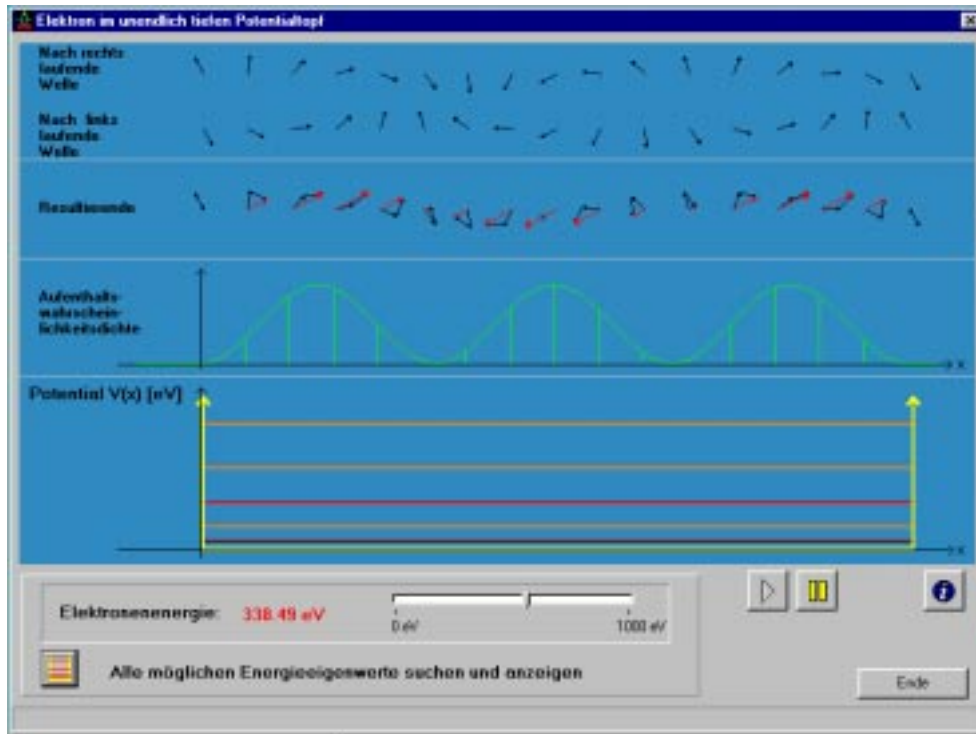 Elektron im unendlich tiefen Potentialtopf
Nach rechts
laufende
Welle
Nach links
laufende
Welle
Resultierende
Aufenthalts-
wahrschein-
lichkeitsdichte
x
Potential V(x) [eV]
x
Elektronenenergie: 338.49 eV
0 eV 1000 eV
Alle möglichen Energieeigenwerte suchen und anzeigen
Ende